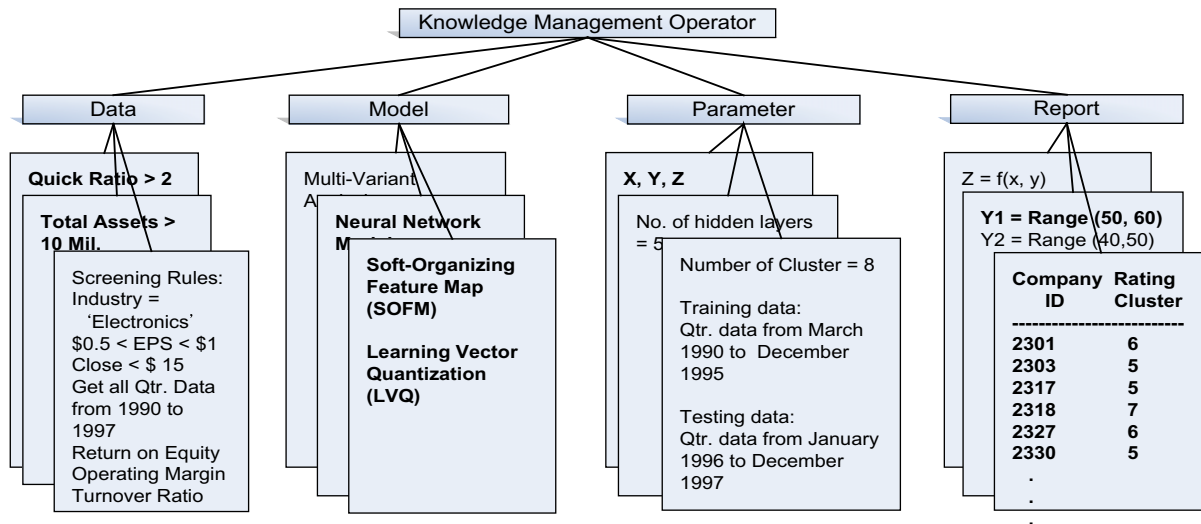 Knowledge Management Operator
Data
Model
Parameter
Report
Quick Ratio > 2
Total Assets >
10 Mil.
Screening Rules:
Industry =
‘Electronics’
$0.5 < EPS < $1
Close < $ 15
Get all Qtr. Data
from 1990 to
1997
Return on Equity
Operating Margin
Turnover Ratio
Multi-Variant
Neural Network
Soft-Organizing
Feature Map
(SOFM)
Learning Vector
Quantization
(LVQ)
X, Y, Z
No. of hidden layers
= 5
Number of Cluster = 8
Training data:
Qtr. data from March
1990 to December
1995
Testing data:
Qtr. data from January
1996 to December
1997
Z = f(x, y)
Y1 = Range (50, 60)
Y2 = Range (40,50)
Company Rating
ID Cluster
--------------------------
2301 6
2303 5
2317 5
2318 7
2327 6
2330 5
.
.
.